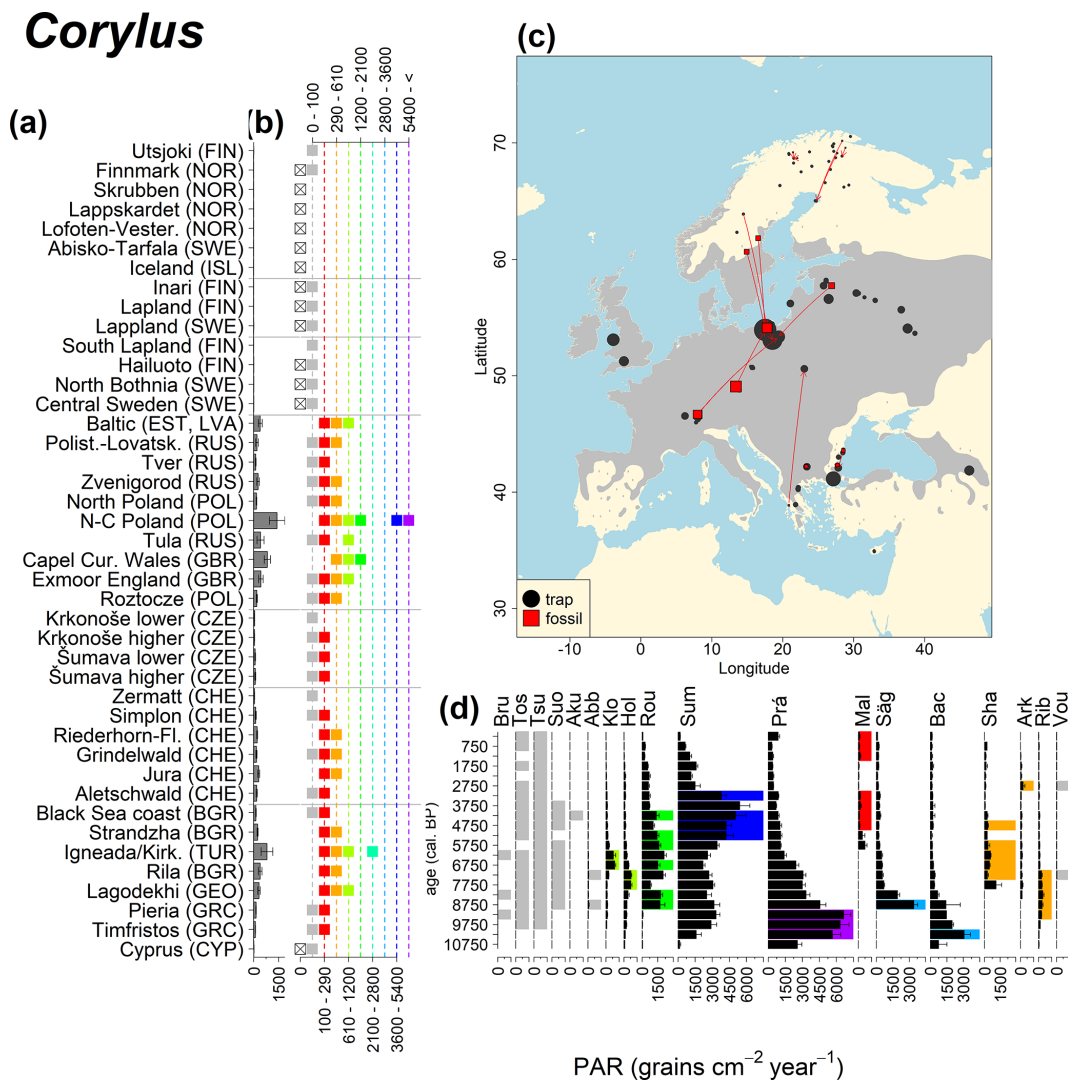 Corylus
(a)
(b)
0 - 100
290 - 610
1200 - 2100
2800 - 3600
5400 - <
Utsjoki (FIN)
Finnmark (NOR)
Skrubben (NOR)
Lappskardet (NOR)
Lofoten-Vester. (NOR)
Abisko-Tarfala (SWE)
Iceland (ISL)
Inari (FIN)
Lapland (FIN)
Lappland (SWE)
South Lapland (FIN)
Hailuoto (FIN)
North Bothnia (SWE)
Central Sweden (SWE)
Baltic (EST, LVA)
Polist.-Lovatsk. (RUS)
Tver (RUS)
Zvenigorod (RUS)
North Poland (POL)
N-C Poland (POL)
Tula (RUS)
Capel Cur. Wales (GBR)
Exmoor England (GBR)
Roztocze (POL)
Krkonoše lower (CZE)
Krkonoše higher (CZE)
Šumava lower (CZE)
Šumava higher (CZE)
Zermatt (CHE)
Simplon (CHE)
Riederhorn-Fl. (CHE)
Grindelwald (CHE)
Jura (CHE)
Aletschwald (CHE)
Black Sea coast (BGR)
Strandzha (BGR)
Igneada/Kirk. (TUR)
Rila (BGR)
Lagodekhi (GEO)
Pieria (GRC)
Timfristos (GRC)
Cyprus (CYP)
0
1500
100 - 290
610 - 1200
2100 - 2800
3600 - 5400
(c)
Latitude
70
60
50
40
30
trap
fossil
-10 0 10 20 30 40
Longitude
(d)
Bru Tos Tsu Suo Aku Abb Klo Hol Rou Sum Prá Mal Säg Bac Sha Ark Rib Vou
age (cal. BP)
750
1750
2750
3750
4750
5750
6750
7750
8750
9750
10750
0 0 0 0 0 0 0 0 0 1500 0 1500 3000 4500 6000 0 1500 3000 4500 6000 0 0 1500 3000 0 1500 3000 0 1500 0 0 0
PAR (grains cm−2 year−1)